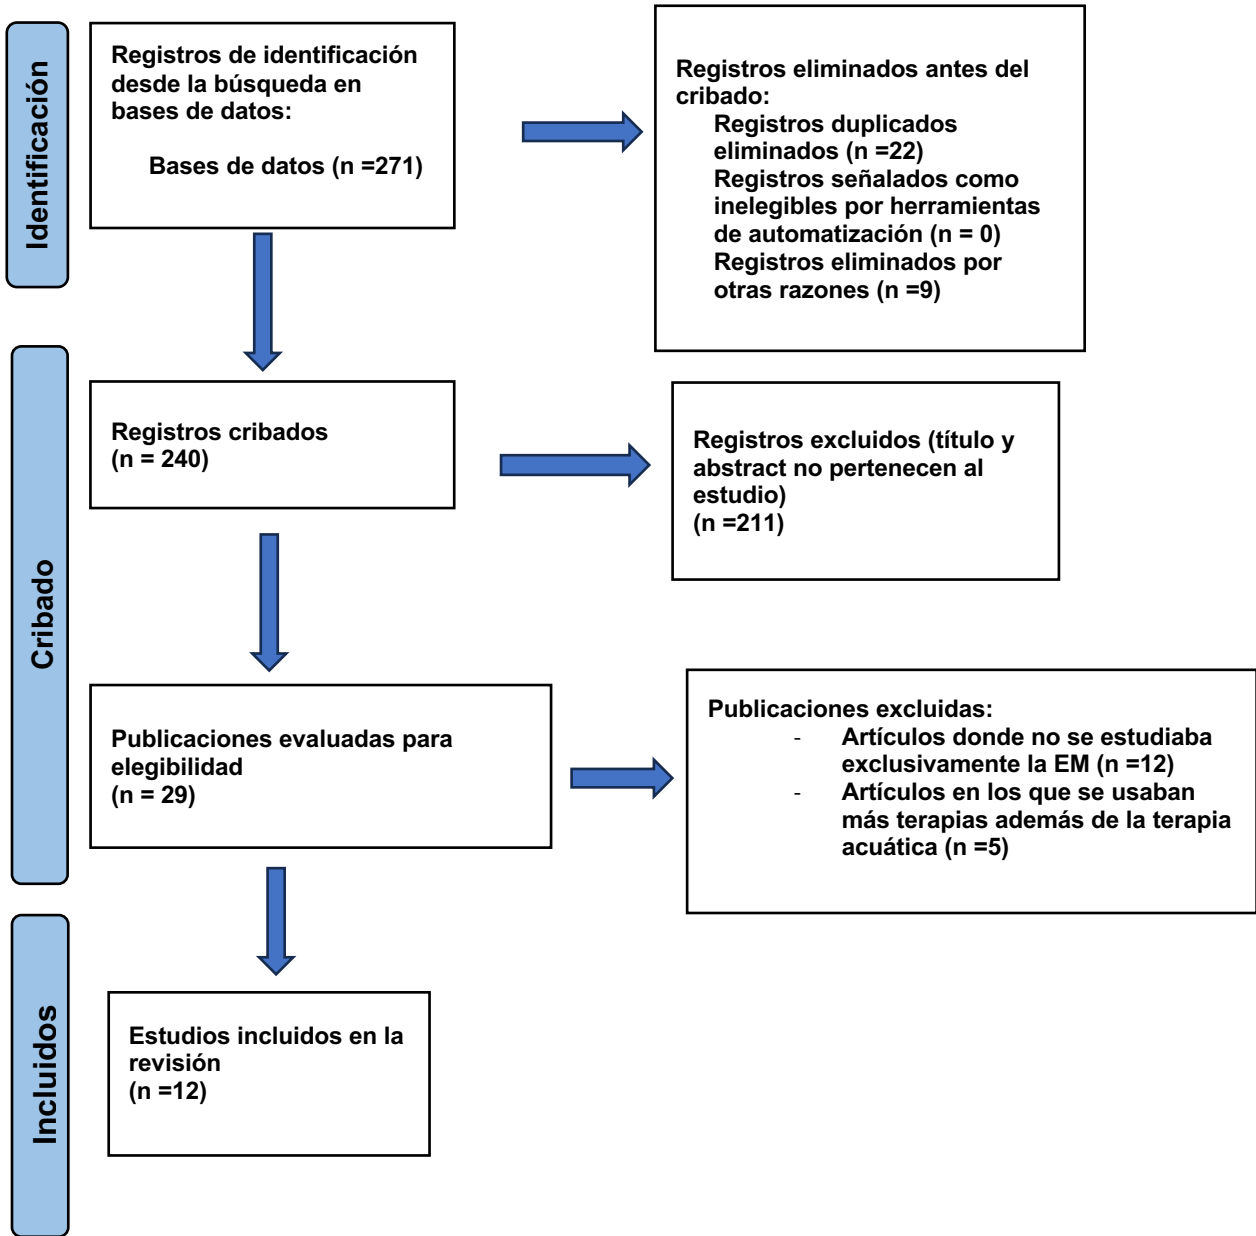 Identificación
Registros de identificación
desde la búsqueda en
bases de datos:
Bases de datos (n =271)
Registros eliminados antes del
cribado:
Registros duplicados
eliminados (n =22)
Registros señalados como
inelegibles por herramientas
de automatización (n = 0)
Registros eliminados por
otras razones (n =9)
Cribado
Registros cribados
(n = 240)
Registros excluidos (título y
abstract no pertenecen al
estudio)
(n =211)
Publicaciones evaluadas para
elegibilidad
(n = 29)
Publicaciones excluidas:
- Artículos donde no se estudiaba
exclusivamente la EM (n =12)
- Artículos en los que se usaban
más terapias además de la terapia
acuática (n =5)
Incluidos
Estudios incluidos en la
revisión
(n =12)